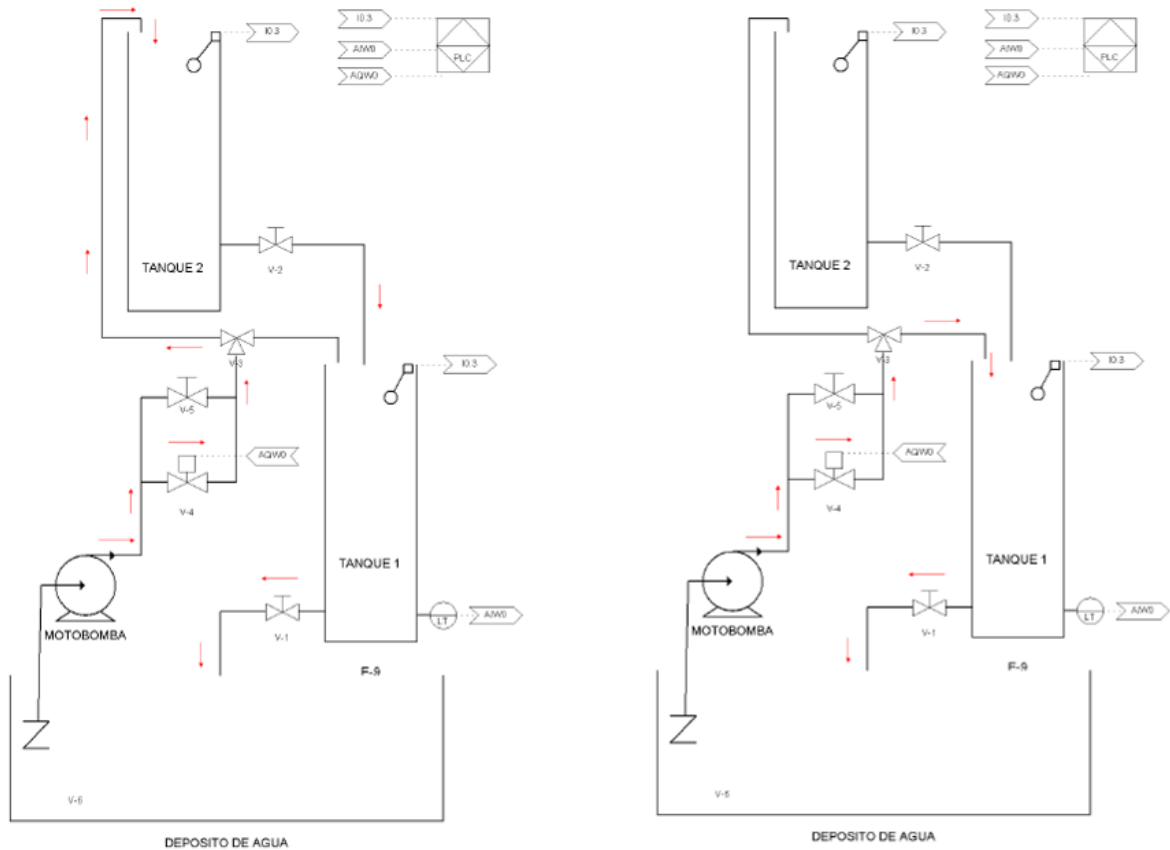 I0.3
I0.3
AIW0
PLC
AQW0
TANQUE 2
V-2
V-3
I0.3
V-5
AQW0
V-4
TANQUE 1
MOTOBOMBA
V-1
LT
AIW0
E-9
V-6
DEPOSITO DE AGUA
I0.3
I0.3
AIW0
PLC
AQW0
TANQUE 2
V-2
V-3
I0.3
V-5
AQW0
V-4
TANQUE 1
MOTOBOMBA
V-1
LT
AIW0
E-9
DEPOSITO DE AGUA